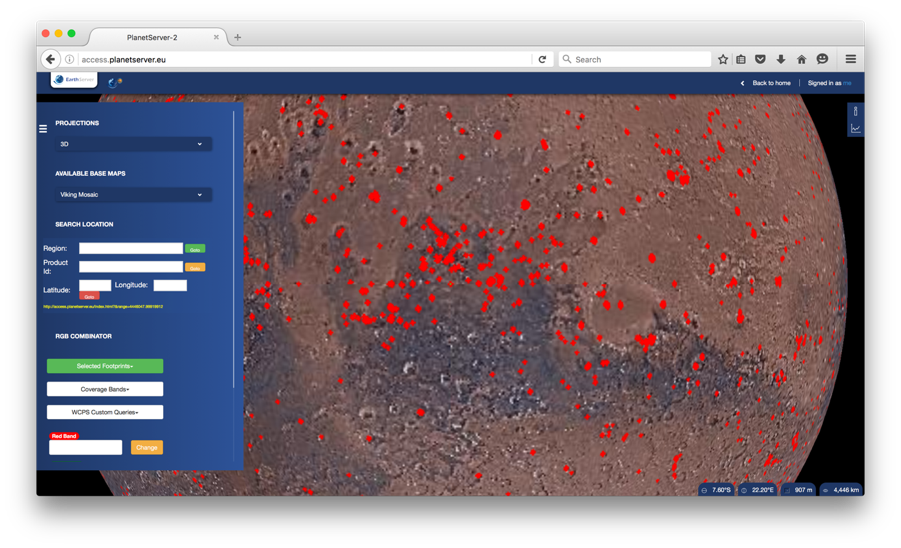 PlanetServer-2
access.planetserver.eu
Search
EarthServer
Back to home
Signed in as me
PROJECTIONS
3D
AVAILABLE BASE MAPS
Viking Mosaic
SEARCH LOCATION
Region: Goto
Product Id: Goto
Latitude: Longitude:
Goto
RGB COMBINATOR
Selected Footprints
Coverage Bands
WCPS Custom Queries
Red Band
Change
7.60°S 22.20°E 907 m 4,446 km